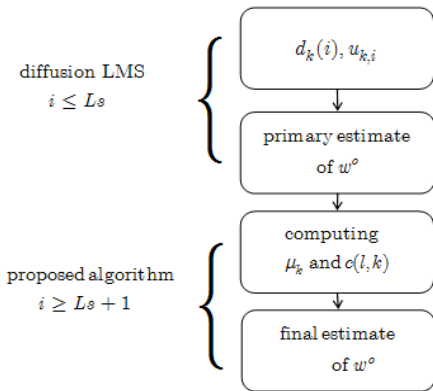 d_k(i), u_{k,i}
diffusion LMS
i ≤ Ls
primary estimate
of w^o
computing
μ_k and c(l,k)
proposed algorithm
i ≥ Ls + 1
final estimate
of w^o